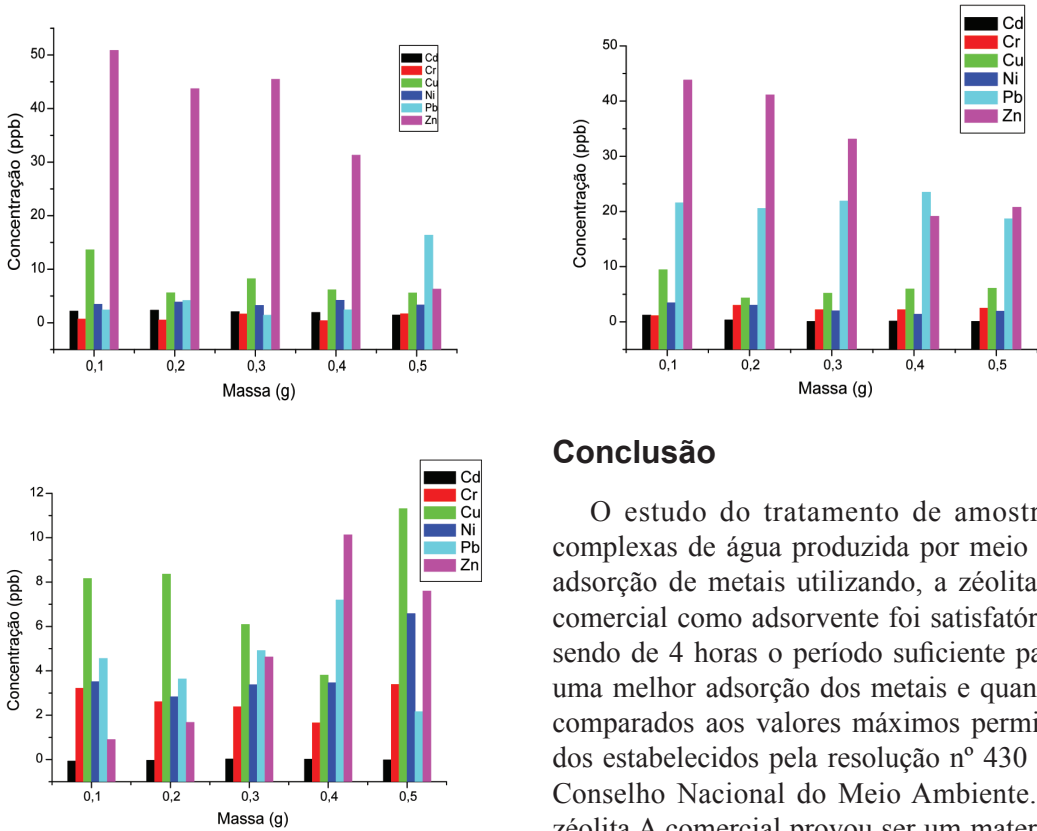 50
40
30
20
10
0
Concentração (ppb)
0,1 0,2 0,3 0,4 0,5
Massa (g)
Cd
Cr
Cu
Ni
Pb
Zn
50
40
30
20
10
0
Concentração (ppb)
0,1 0,2 0,3 0,4 0,5
Massa (g)
Cd
Cr
Cu
Ni
Pb
Zn
12
10
8
6
4
2
0
Concentração (ppb)
0,1 0,2 0,3 0,4 0,5
Massa (g)
Cd
Cr
Cu
Ni
Pb
Zn
Conclusão
O estudo do tratamento de amostr
complexas de água produzida por meio
adsorção de metais utilizando, a zéolita
comercial como adsorvente foi satisfatór
sendo de 4 horas o período suficiente pa
uma melhor adsorção dos metais e quan
comparados aos valores máximos permi
dos estabelecidos pela resolução nº 430
Conselho Nacional do Meio Ambiente.
zéolita A comercial provou ser um mater